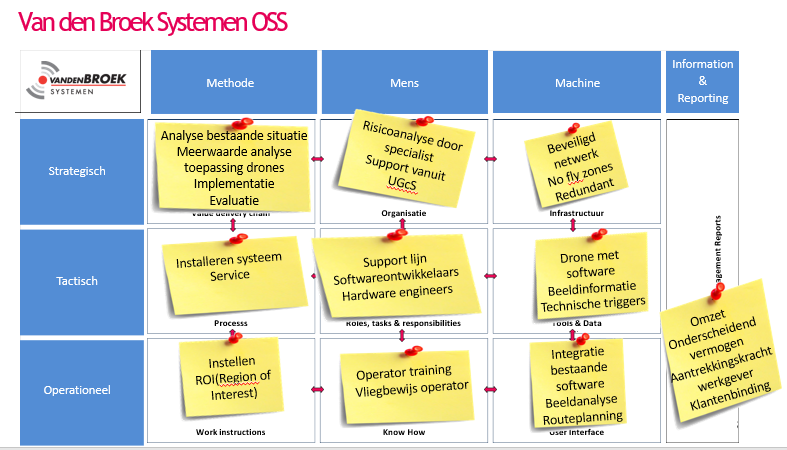 Van den Broek Systemen OSS
VANDENBROEK
SYSTEMEN
Methode
Mens
Machine
Information
&
Reporting
Strategisch
Analyse bestaande situatie
Meerwaarde analyse
toepassing drones
Implementatie
Evaluatie
Value delivery chain
Risicoanalyse door
specialist
Support vanuit
UGcS
Organisatie
Beveiligd
netwerk
No fly zones
Redundant
Infrastructuur
Tactisch
Installeren systeem
Service
Processs
Support lijn
Softwareontwikkelaars
Hardware engineers
Roles, tasks & responsibilities
Drone met
software
Beeldinformatie
Technische triggers
Tools & Data
agement Reports
Omzet
Onderscheidend
vermogen
Aantrekkingskracht
werkgever
Klantenbinding
Operationeel
Instellen
ROI(Region of
Interest)
Work instructions
Operator training
Vliegbewijs operator
Know How
Integratie
bestaande
software
Beeldanalyse
Routeplanning
User Interface